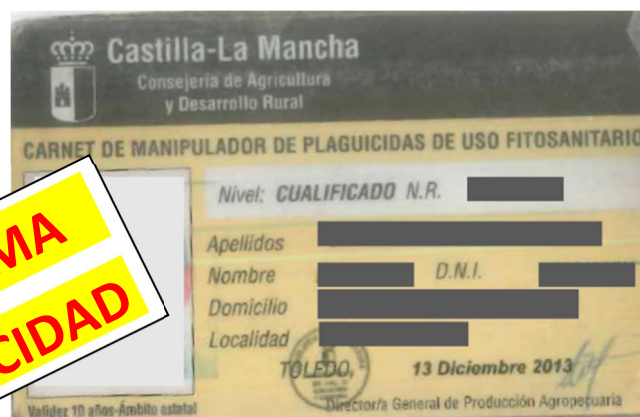 Castilla-La Mancha
Consejería de Agricultura
y Desarrollo Rural
CARNET DE MANIPULADOR DE PLAGUICIDAS DE USO FITOSANITARIO
Nivel: CUALIFICADO N.R.
Apellidos
Nombre D.N.I.
Domicilio
Localidad
TOLEDO, 13 Diciembre 2013
Validez 10 años-Ámbito estatal
Director/a General de Producción Agropecuaria
MA
CIDAD